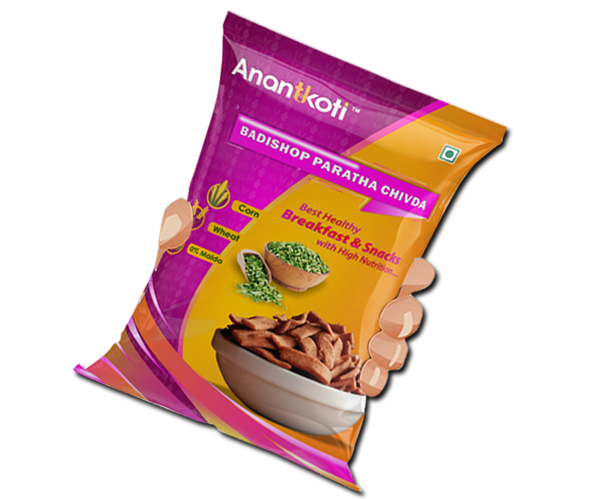 Anantkoti™
BADISHOP PARATHA CHIVDA
Best Healthy
Breakfast & Snacks
with High Nutrition....
Corn
Wheat
0% Maida